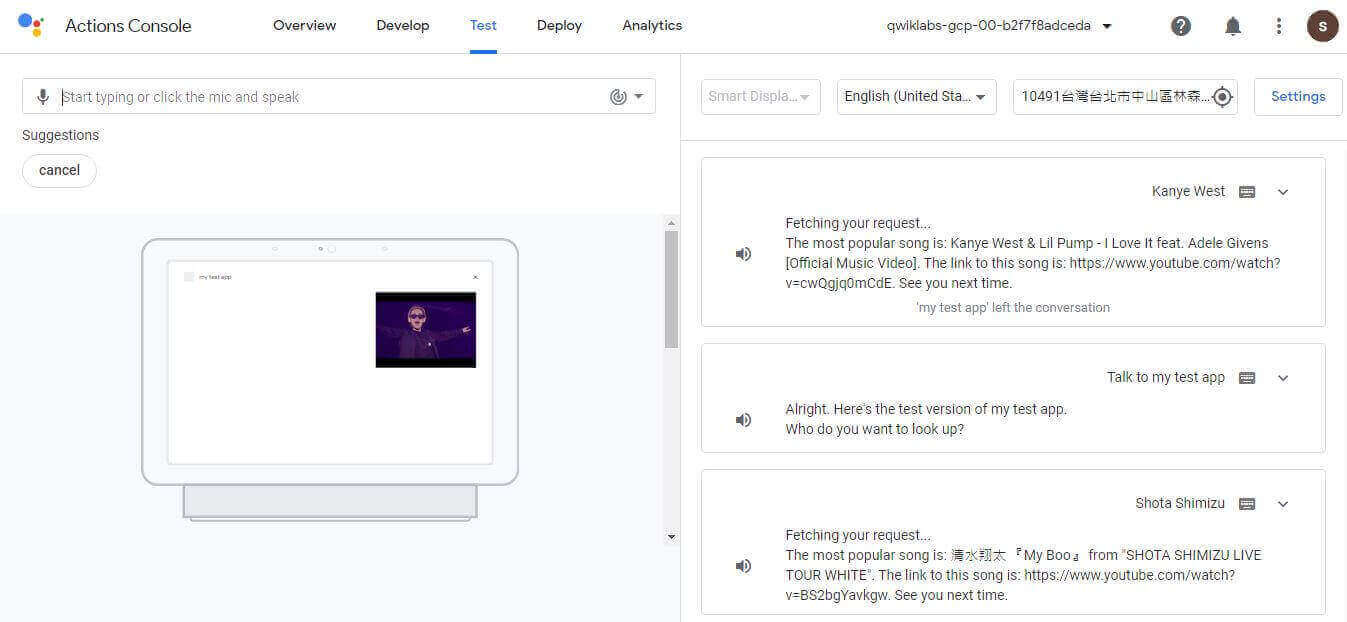 Actions Console
Overview
Develop
Test
Deploy
Analytics
qwiklabs-gcp-00-b2f7f8adceda
S
Start typing or click the mic and speak
Suggestions
cancel
my test app
Smart Displa...
English (United Sta...
10491台灣台北市中山區林森...
Settings
Kanye West
Fetching your request...
The most popular song is: Kanye West & Lil Pump - I Love It feat. Adele Givens
[Official Music Video]. The link to this song is: https://www.youtube.com/watch?
v=cwQgjq0mCdE. See you next time.
'my test app' left the conversation
Talk to my test app
Alright. Here's the test version of my test app.
Who do you want to look up?
Shota Shimizu
Fetching your request...
The most popular song is: 清水翔太 『My Boo』 from "SHOTA SHIMIZU LIVE
TOUR WHITE". The link to this song is: https://www.youtube.com/watch?
v=BS2bgYavkgw. See you next time.